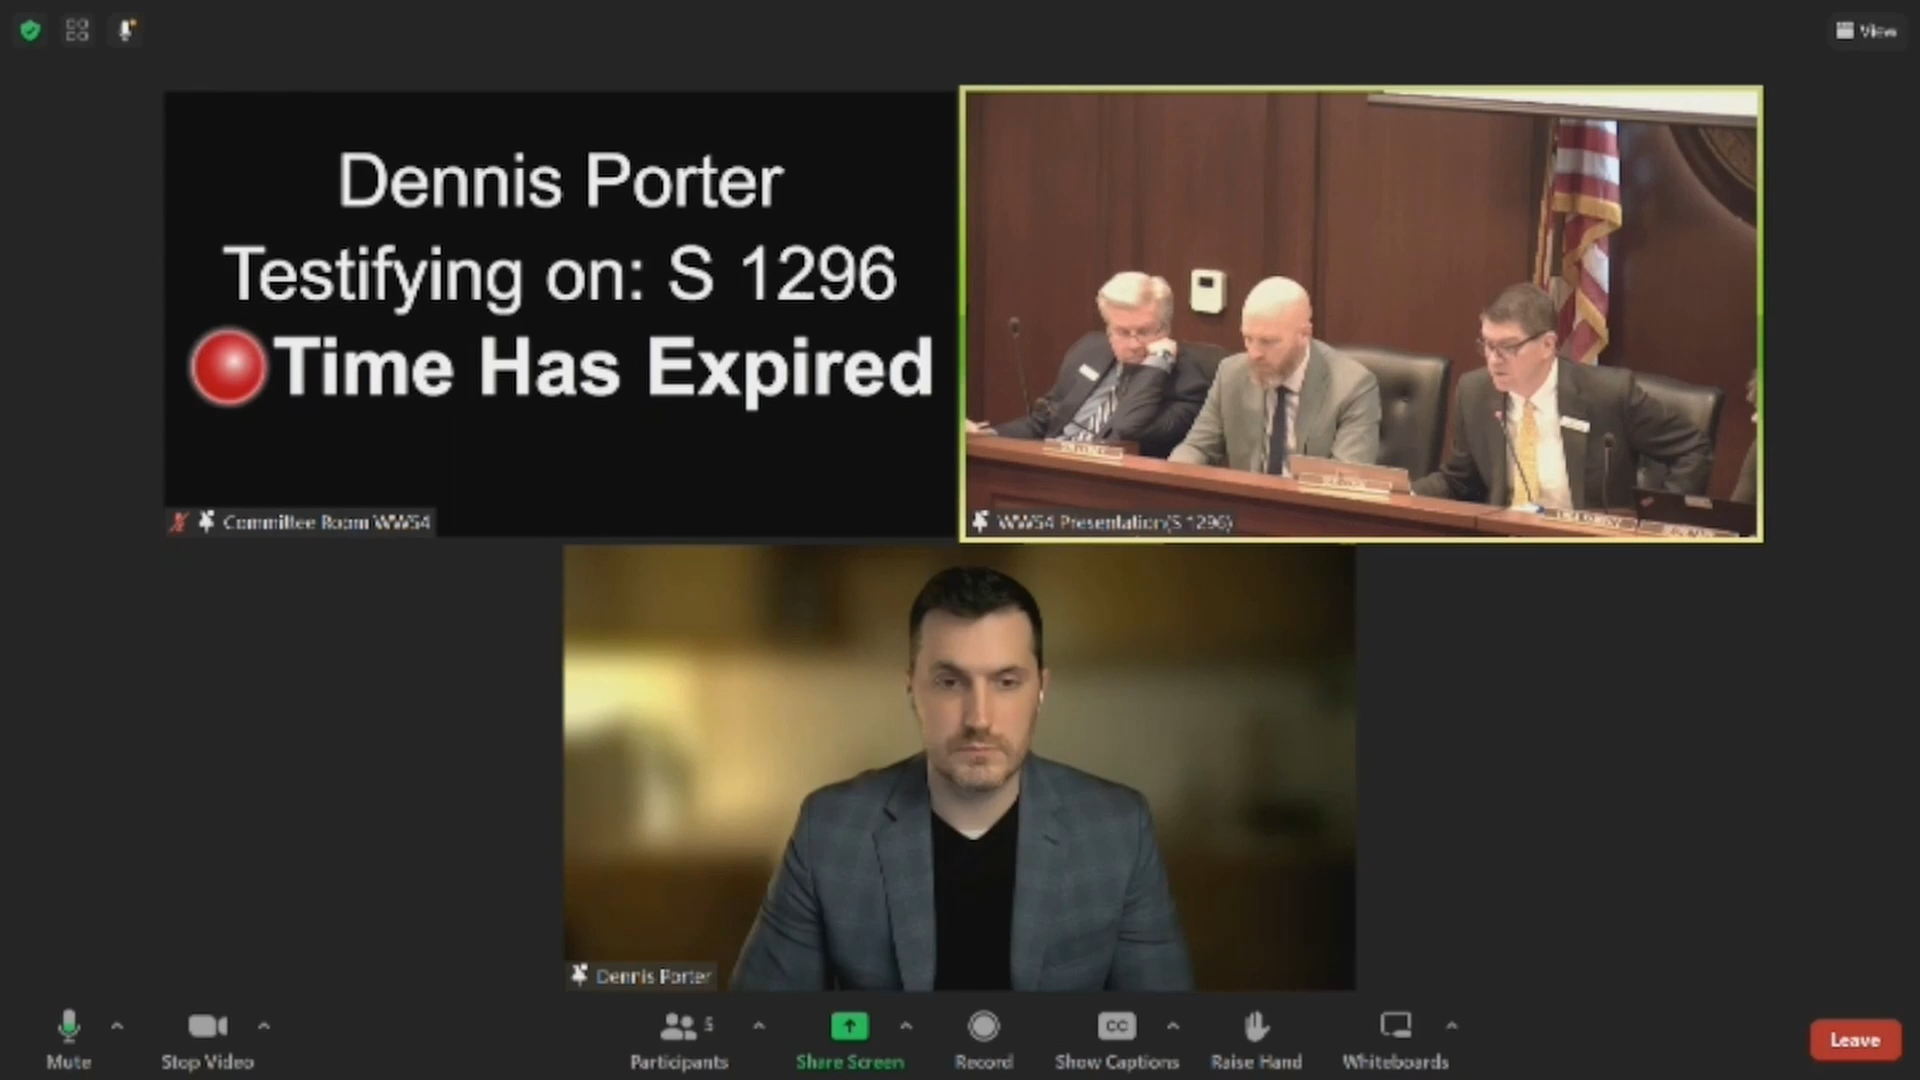 View
Dennis Porter
Testifying on: S 1296
Time Has Expired
Committee Room WW54
WW54 Presentation(S 1296)
Dennis Porter
Mute
Stop Video
5
Participants
Share Screen
Record
CC
Show Captions
Raise Hand
Whiteboards
Leave